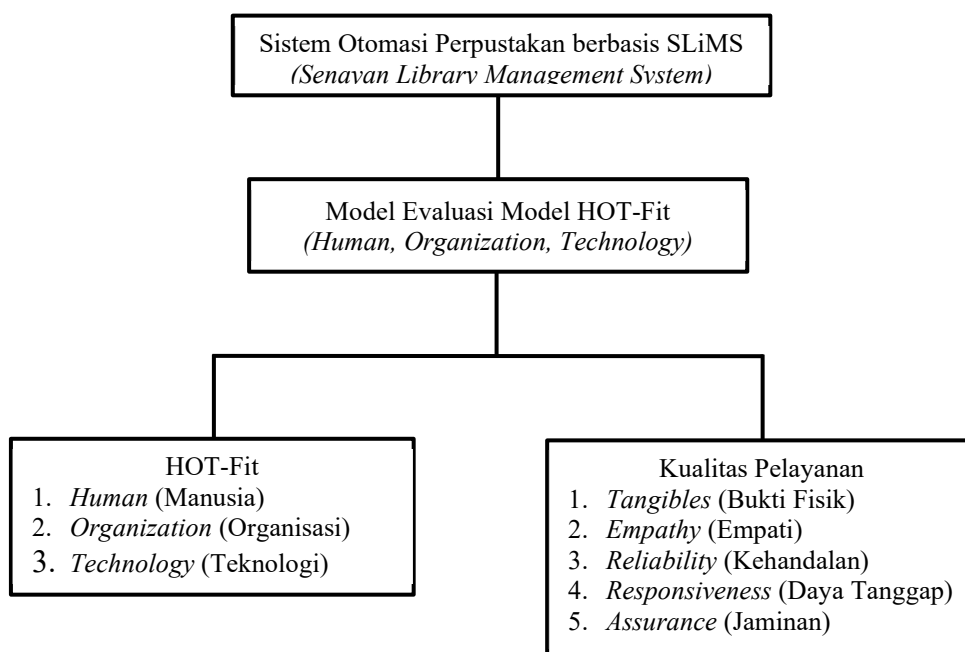 Sistem Otomasi Perpustakan berbasis SLiMS
(Senayan Library Management System)
Model Evaluasi Model HOT-Fit
(Human, Organization, Technology)
HOT-Fit
1. Human (Manusia)
2. Organization (Organisasi)
3. Technology (Teknologi)
Kualitas Pelayanan
1. Tangibles (Bukti Fisik)
2. Empathy (Empati)
3. Reliability (Kehandalan)
4. Responsiveness (Daya Tanggap)
5. Assurance (Jaminan)